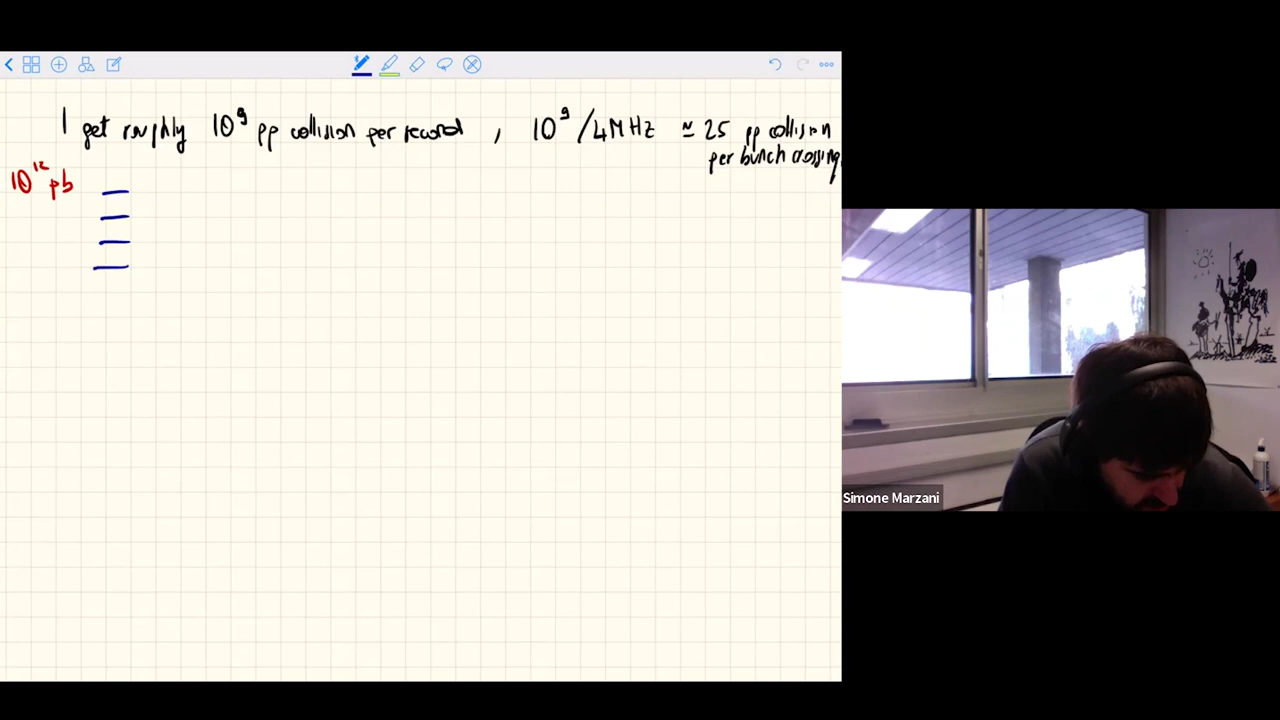 I get roughly 10⁹ pp collision per second , 10⁹ /4MHz ≃ 25 pp collision
per bunch crossing,
10¹² pb
Simone Marzani